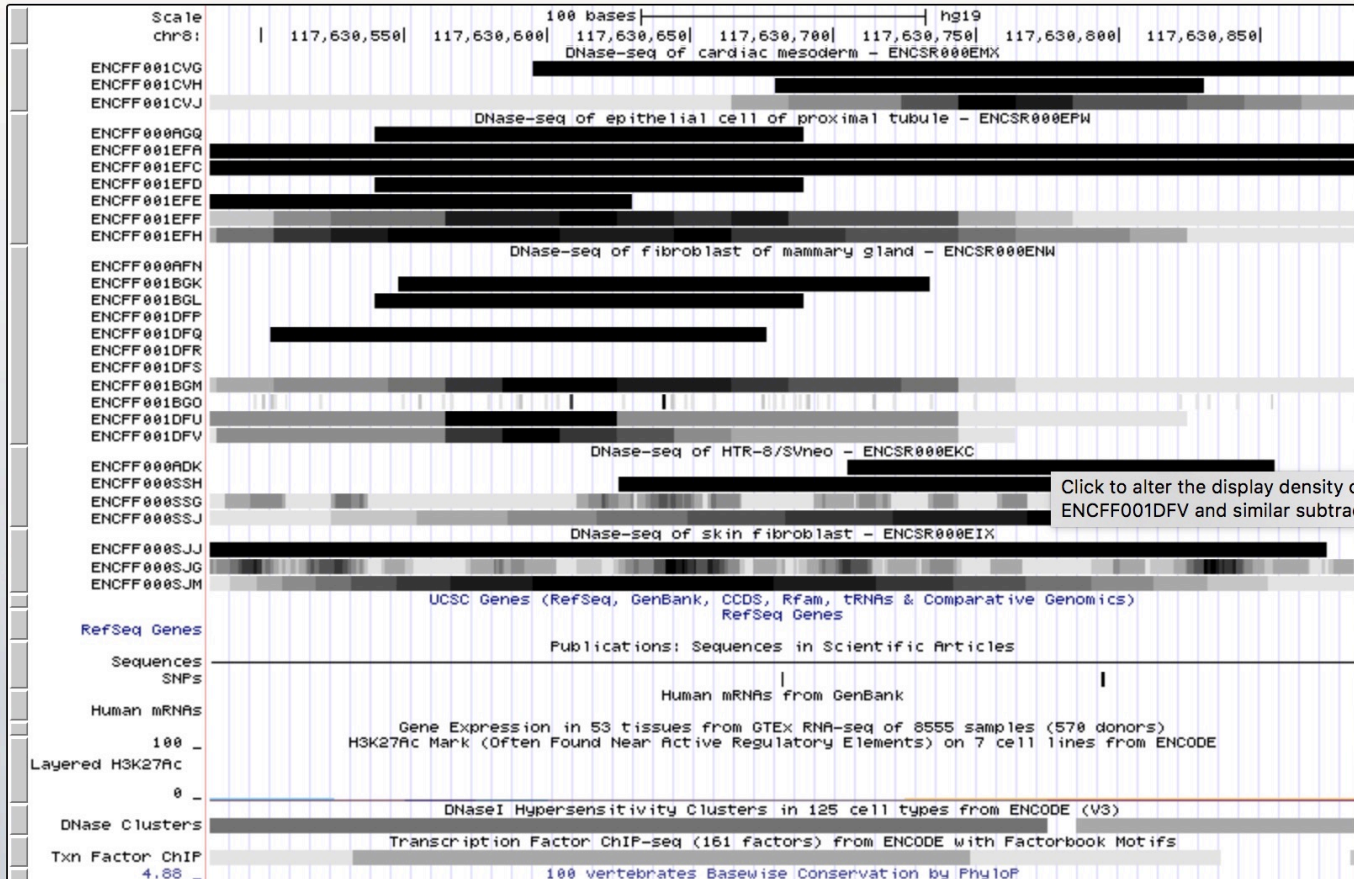 Scale 100 bases hg19
chr8: | 117,630,550| 117,630,600| 117,630,650| 117,630,700| 117,630,750| 117,630,800| 117,630,850|
DNase-seq of cardiac mesoderm - ENCSR000EMX
ENCFF001CVG
ENCFF001CVH
ENCFF001CVJ
DNase-seq of epithelial cell of proximal tubule - ENCSR000EPW
ENCFF000AGQ
ENCFF001EFA
ENCFF001EFC
ENCFF001EFD
ENCFF001EFE
ENCFF001EFF
ENCFF001EFH
DNase-seq of fibroblast of mammary gland - ENCSR000ENW
ENCFF000AFN
ENCFF001BGK
ENCFF001BGL
ENCFF001DFP
ENCFF001DFQ
ENCFF001DFR
ENCFF001DFS
ENCFF001BGM
ENCFF001BGO
ENCFF001DFU
ENCFF001DFV
DNase-seq of HTR-8/SVneo - ENCSR000EKC
ENCFF000ADK
ENCFF000SSH
ENCFF000SSG
Click to alter the display density
ENCFF001DFV and similar subtra
ENCFF000SSJ
DNase-seq of skin fibroblast - ENCSR000EIX
ENCFF000SJJ
ENCFF000SJG
ENCFF000SJM
UCSC Genes (RefSeq, GenBank, CCDS, Rfam, tRNAs & Comparative Genomics)
RefSeq Genes
RefSeq Genes
Publications: Sequences in Scientific Articles
Sequences
SNPs
Human mRNAs from GenBank
Human mRNAs
Gene Expression in 53 tissues from GTEx RNA-seq of 8555 samples (570 donors)
100 _ H3K27Ac Mark (Often Found Near Active Regulatory Elements) on 7 cell lines from ENCODE
Layered H3K27Ac
0 _
DNaseI Hypersensitivity Clusters in 125 cell types from ENCODE (V3)
DNase Clusters
Transcription Factor ChIP-seq (161 factors) from ENCODE with Factorbook Motifs
Txn Factor ChIP
4.88 _ 100 vertebrates Basewise Conservation by PhyloP